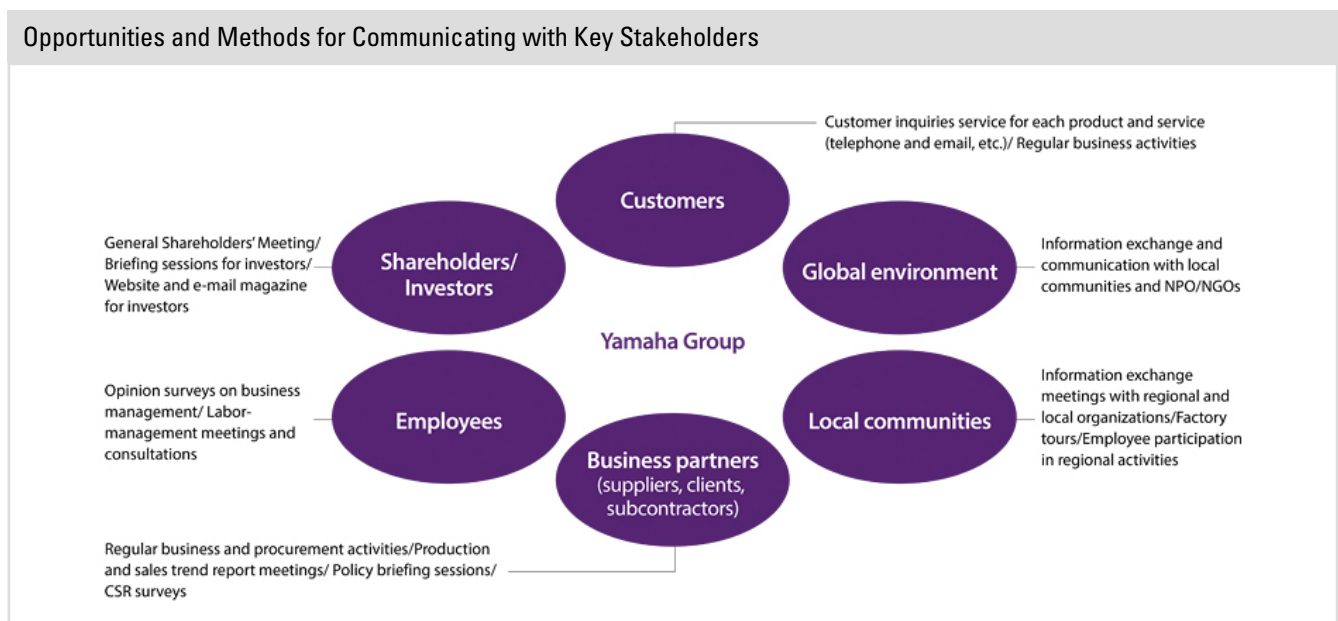 Opportunities and Methods for Communicating with Key Stakeholders
Customer inquiries service for each product and service
(telephone and email, etc.)/ Regular business activities
Customers
General Shareholders' Meeting/
Briefing sessions for investors/
Website and e-mail magazine
for investors
Shareholders/
Investors
Global environment
Information exchange and
communication with local
communities and NPO/NGOs
Yamaha Group
Opinion surveys on business
management/ Labor-
management meetings and
consultations
Employees
Local communities
Information exchange
meetings with regional and
local organizations/Factory
tours/Employee participation
in regional activities
Business partners
(suppliers, clients,
subcontractors)
Regular business and procurement activities/Production
and sales trend report meetings/ Policy briefing sessions/
CSR surveys